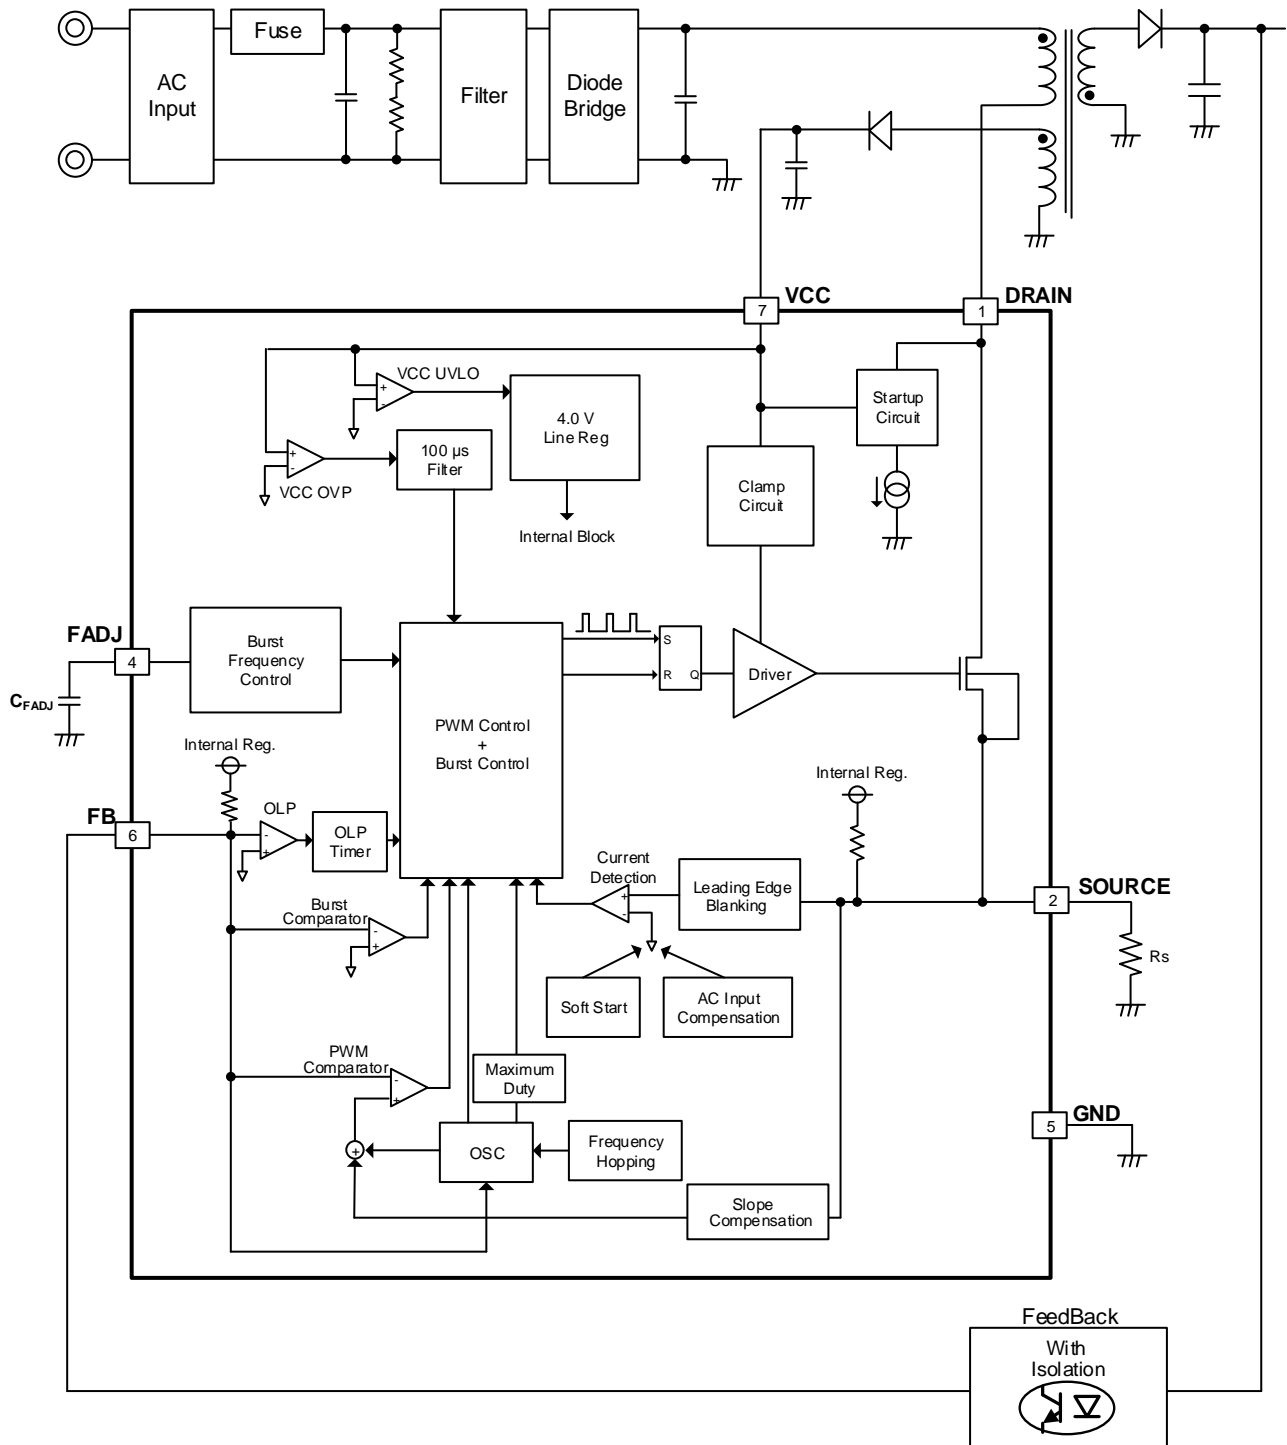 Fuse
AC
Input
Filter
Diode
Bridge
VCC
DRAIN
7
1
VCC UVLO
+
-
4.0 V
Line Reg
Startup
Circuit
+
-
VCC OVP
100 µs
Filter
Clamp
Circuit
Internal Block
FADJ
4
CFADJ
Burst
Frequency
Control
PWM Control
+
Burst Control
S
R
Q
Driver
Internal Reg.
Internal Reg.
FB
6
OLP
-
+
OLP
Timer
Current
Detection
+
-
Leading Edge
Blanking
SOURCE
2
Rs
Burst
Comparator
-
+
Soft Start
AC Input
Compensation
PWM
Comparator
-
+
Maximum
Duty
GND
5
+
OSC
Frequency
Hopping
Slope
Compensation
FeedBack
With
Isolation